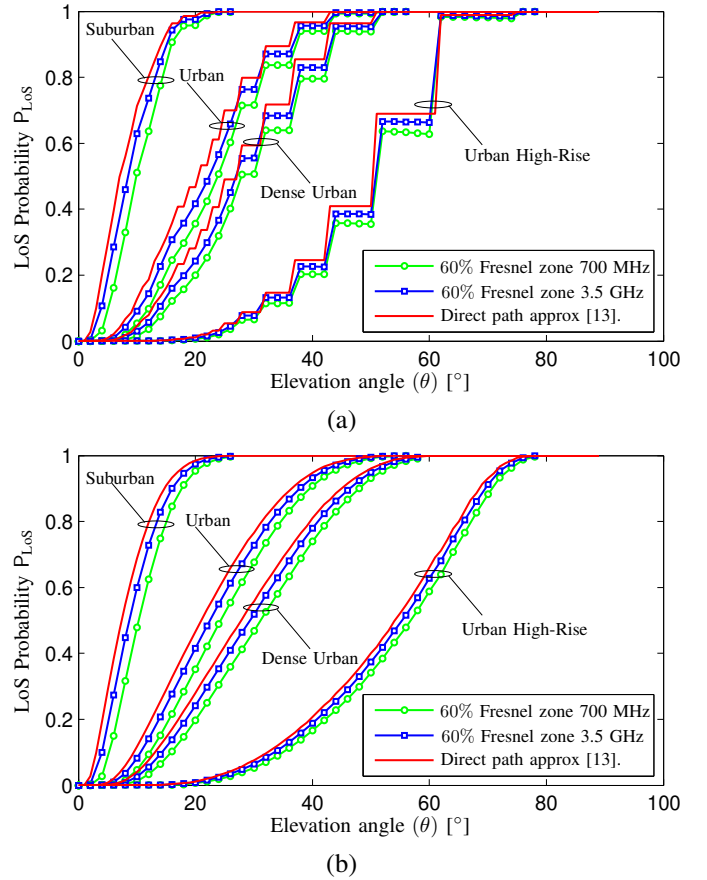 1
0.8
0.6
0.4
0.2
0
LoS Probability P_LoS
Suburban
Urban
Dense Urban
Urban High-Rise
60% Fresnel zone 700 MHz
60% Fresnel zone 3.5 GHz
Direct path approx [13].
0 20 40 60 80 100
Elevation angle (θ) [°]
(a)
1
0.8
0.6
0.4
0.2
0
LoS Probability P_LoS
Suburban
Urban
Dense Urban
Urban High-Rise
60% Fresnel zone 700 MHz
60% Fresnel zone 3.5 GHz
Direct path approx [13].
0 20 40 60 80 100
Elevation angle (θ) [°]
(b)